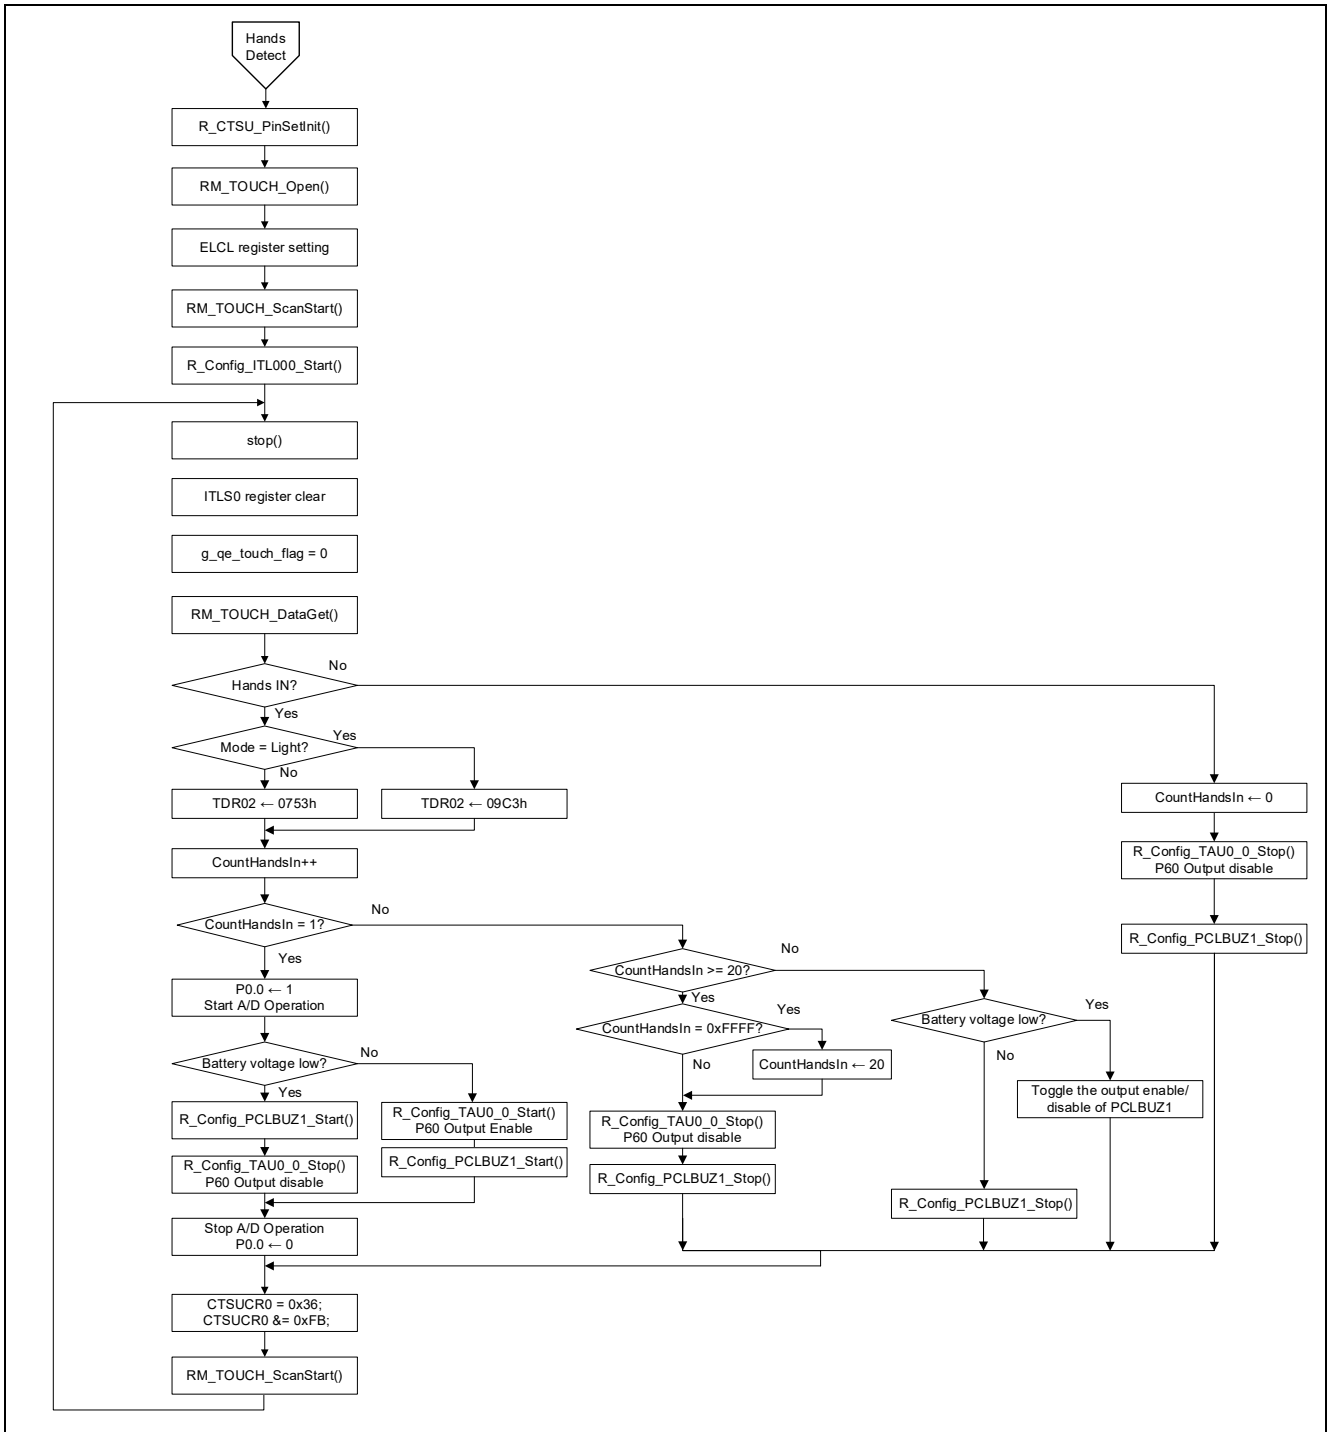 Hands
Detect
R_CTSU_PinSetInit()
RM_TOUCH_Open()
ELCL register setting
RM_TOUCH_ScanStart()
R_Config_ITL000_Start()
stop()
ITLS0 register clear
g_qe_touch_flag = 0
RM_TOUCH_DataGet()
No
Hands IN?
Yes
Mode = Light?
Yes
No
TDR02 ← 0753h
TDR02 ← 09C3h
CountHandsIn ← 0
R_Config_TAU0_0_Stop()
P60 Output disable
R_Config_PCLBUZ1_Stop()
CountHandsIn++
CountHandsIn = 1?
No
Yes
P0.0 ← 1
Start A/D Operation
CountHandsIn >= 20?
No
Yes
CountHandsIn = 0xFFFF?
Yes
No
CountHandsIn ← 20
Battery voltage low?
Yes
No
Toggle the output enable/
disable of PCLBUZ1
Battery voltage low?
No
Yes
R_Config_PCLBUZ1_Start()
R_Config_TAU0_0_Start()
P60 Output Enable
R_Config_PCLBUZ1_Start()
R_Config_TAU0_0_Stop()
P60 Output disable
R_Config_TAU0_0_Stop()
P60 Output disable
R_Config_PCLBUZ1_Stop()
R_Config_PCLBUZ1_Stop()
Stop A/D Operation
P0.0 ← 0
CTSUCR0 = 0x36;
CTSUCR0 &= 0xFB;
RM_TOUCH_ScanStart()